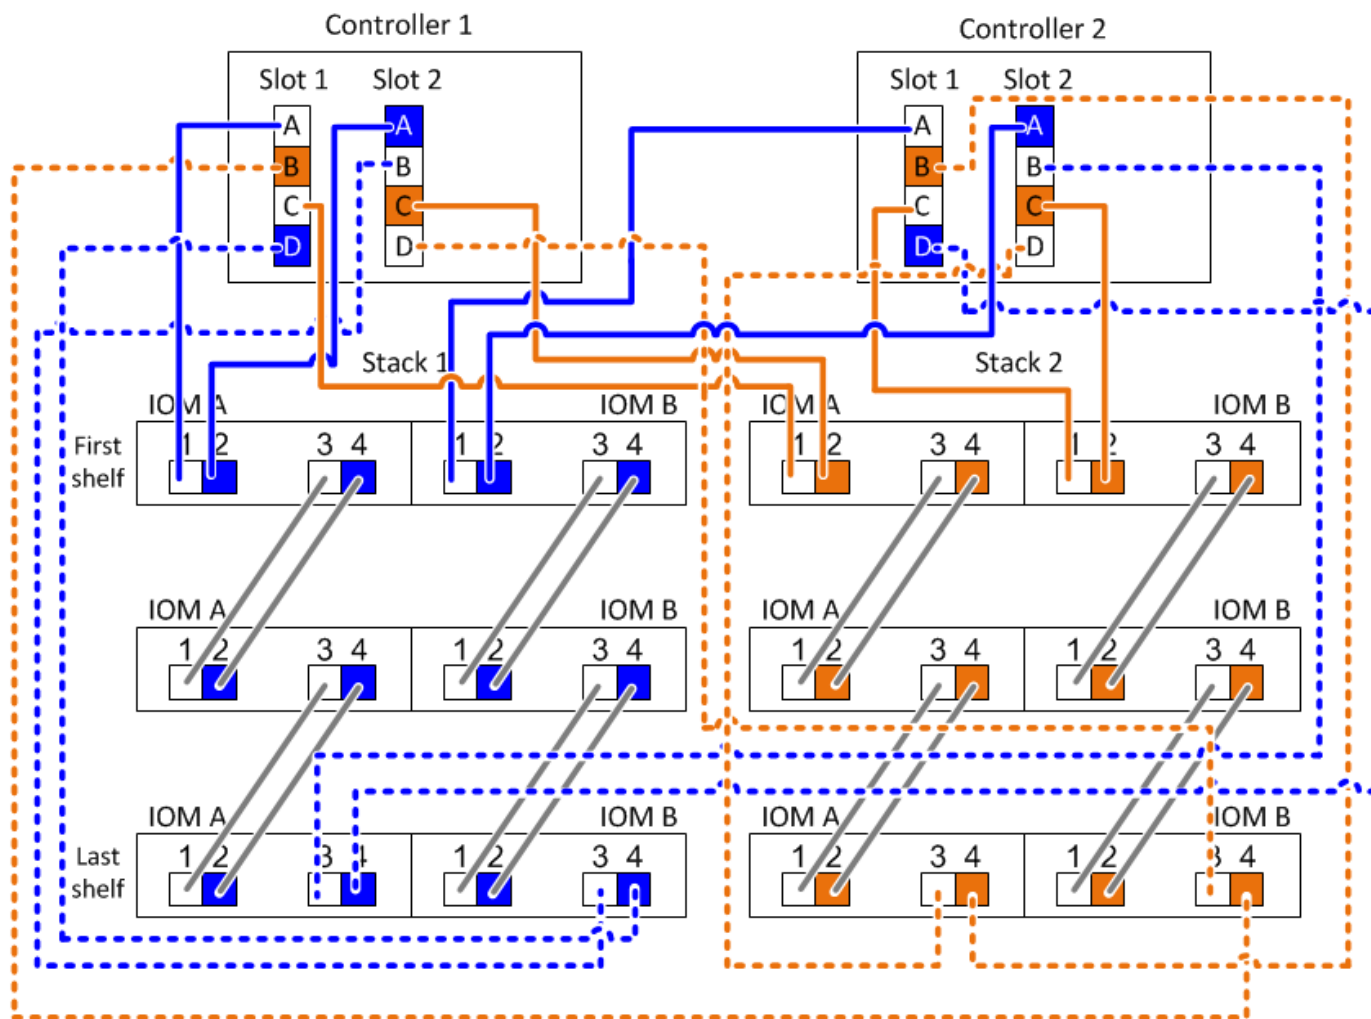 Controller 1
Controller 2
Slot 1 Slot 2
Slot 1 Slot 2
A A
B B
C C
D D
A A
B B
C C
D D
Stack 1
Stack 2
IOM A IOM B
IOM A IOM B
First shelf
1 2 3 4 1 2 3 4
1 2 3 4 1 2 3 4
IOM A IOM B
IOM A IOM B
1 2 3 4 1 2 3 4
1 2 3 4 1 2 3 4
IOM A IOM B
IOM A IOM B
Last shelf
1 2 3 4 1 2 3 4
1 2 3 4 1 2 3 4